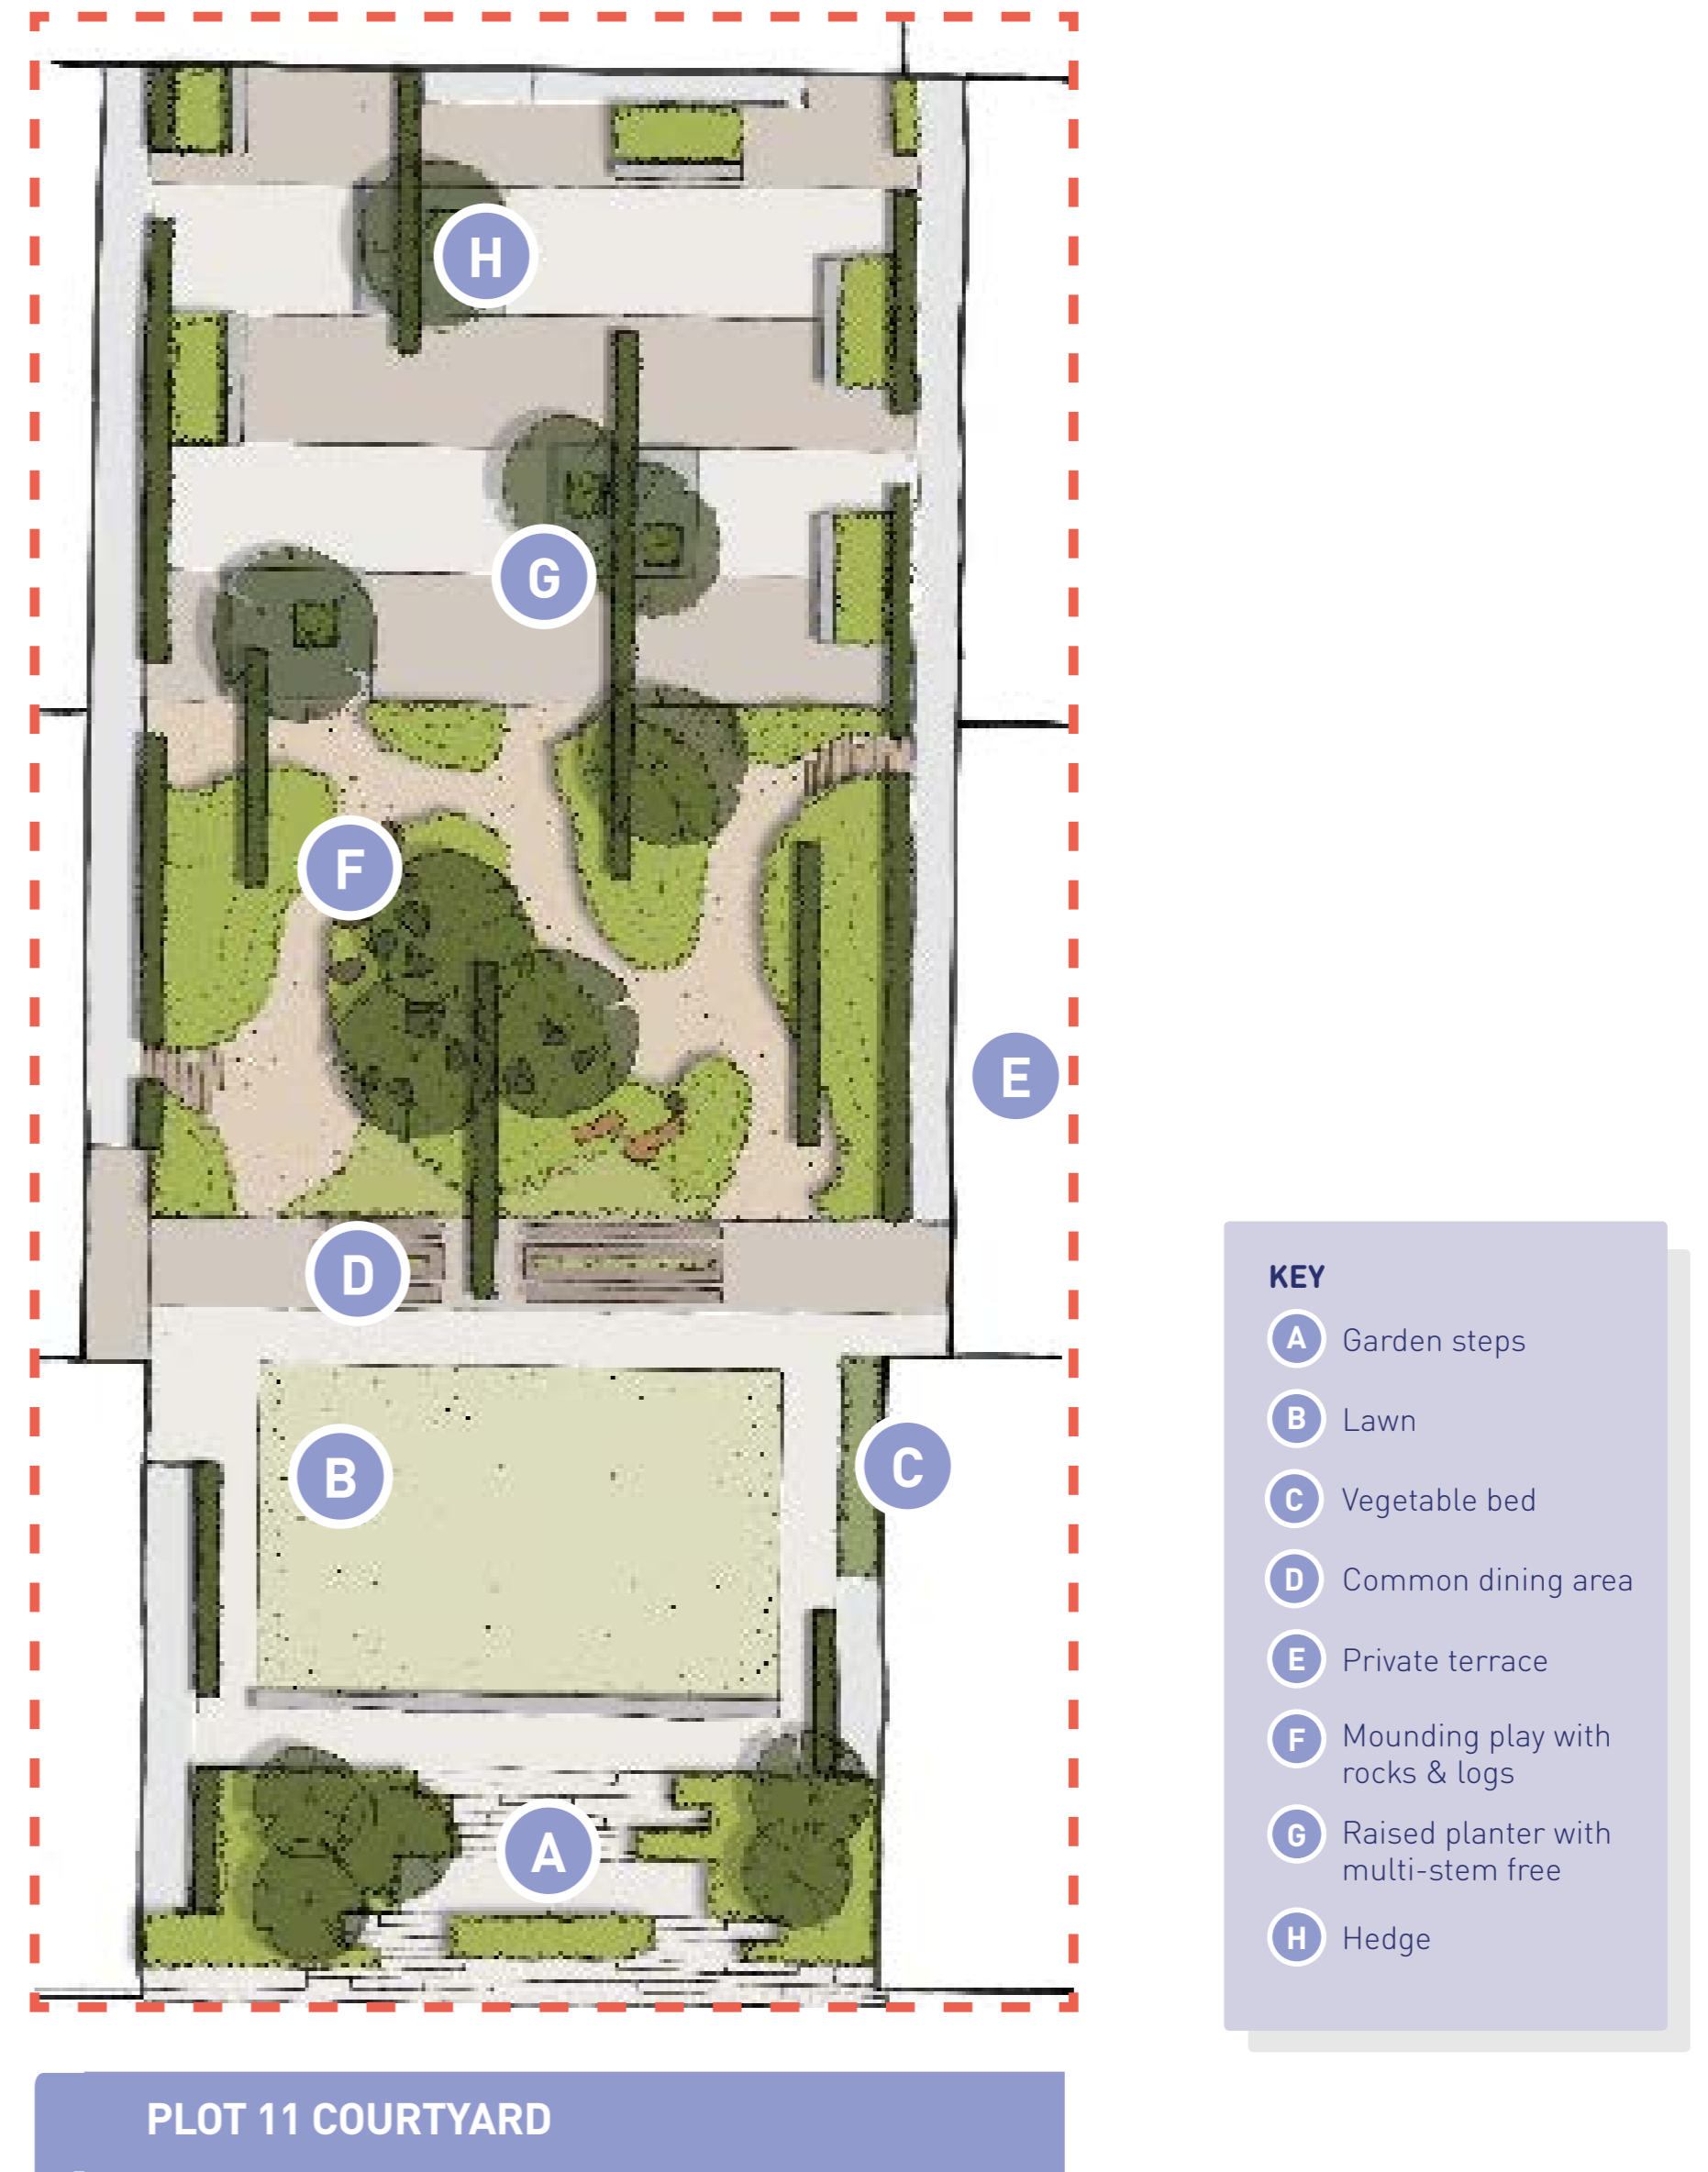 H
G
F
E
D
B
C
A
KEY
A Garden steps
B Lawn
C Vegetable bed
D Common dining area
E Private terrace
F Mounding play with
rocks & logs
G Raised planter with
multi-stem free
H Hedge
PLOT 11 COURTYARD